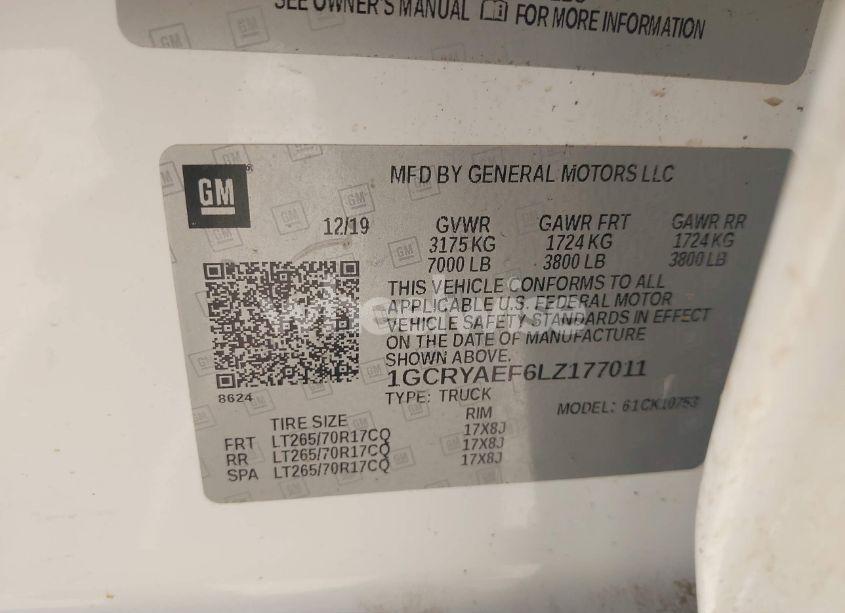 SEE OWNER'S MANUAL FOR MORE INFORMATION
GM
MFD BY GENERAL MOTORS LLC
12/19 GVWR GAWR FRT GAWR RR
3175 KG 1724 KG 1724 KG
7000 LB 3800 LB 3800 LB
THIS VEHICLE CONFORMS TO ALL
APPLICABLE U.S. FEDERAL MOTOR
VEHICLE SAFETY STANDARDS IN EFFECT
ON THE DATE OF MANUFACTURE
SHOWN ABOVE.
1GCRYAEF6LZ177011
8624
TYPE: TRUCK
MODEL: 61CK10753
TIRE SIZE RIM
FRT LT265/70R17CQ 17X8J
RR LT265/70R17CQ 17X8J
SPA LT265/70R17CQ 17X8J